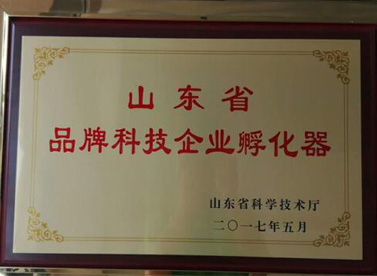 山东省
品牌科技企业孵化器
山东省科学技术厅
二〇一七年五月